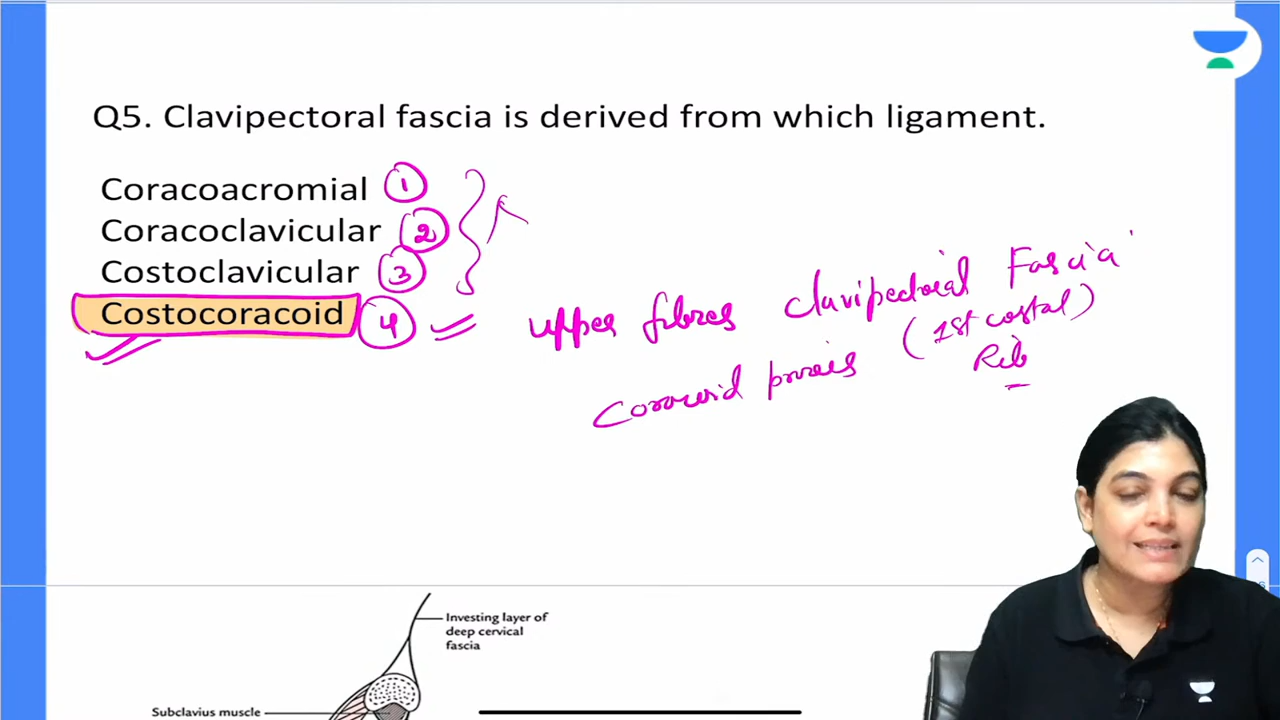 Q5. Clavipectoral fascia is derived from which ligament.
Coracoacromial 1
Coracoclavicular 2
Costoclavicular 3
Costocoracoid 4
upper fibres clavipectoral Fascia
(1st costal)
Rib
Coracoid
Investing layer of
deep cervical
fascia
Subclavius muscle